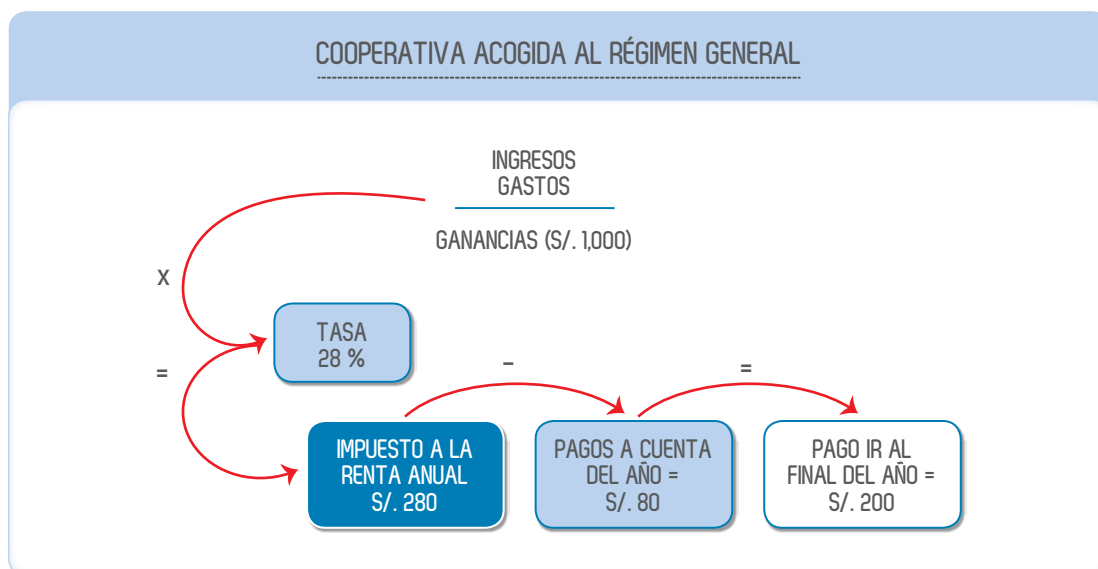 COOPERATIVA ACOGIDA AL RÉGIMEN GENERAL
INGRESOS
GASTOS
GANANCIAS (S/. 1,000)
X
TASA
28 %
=
-
=
IMPUESTO A LA
RENTA ANUAL
S/. 280
PAGOS A CUENTA
DEL AÑO =
S/. 80
PAGO IR AL
FINAL DEL AÑO =
S/. 200